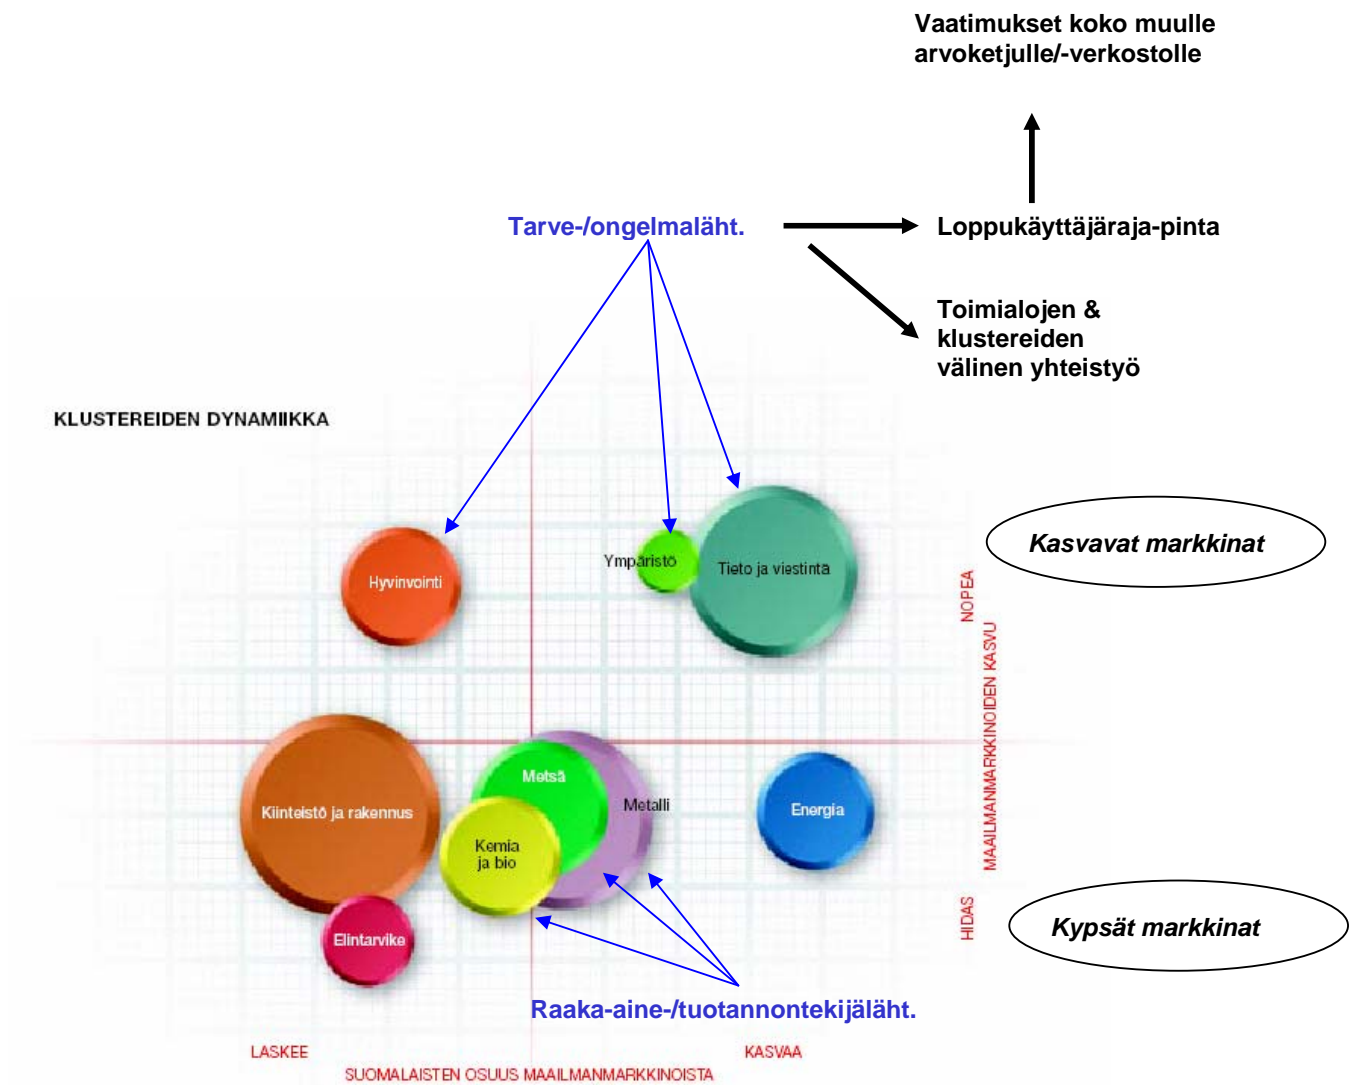 Vaatimukset koko muulle
arvoketjulle/-verkostolle
Tarve-/ongelmaläht.
Loppukäyttäjäraja-pinta
Toimialojen &
klustereiden
välinen yhteistyö
KLUSTEREIDEN DYNAMIIKKA
Kasvavat markkinat
Ympäristö
Tieto ja viestintä
Hyvinvointi
NOPEA
MAAILMANMARKKINOIDEN KASVU
HIDAS
Metsä
Metalli
Kiinteistö ja rakennus
Energia
Kemia
ja bio
Elintarvike
Kypsät markkinat
Raaka-aine-/tuotannontekijäläht.
LASKEE
KASVAA
SUOMALAISTEN OSUUS MAAILMANMARKKINOISTA